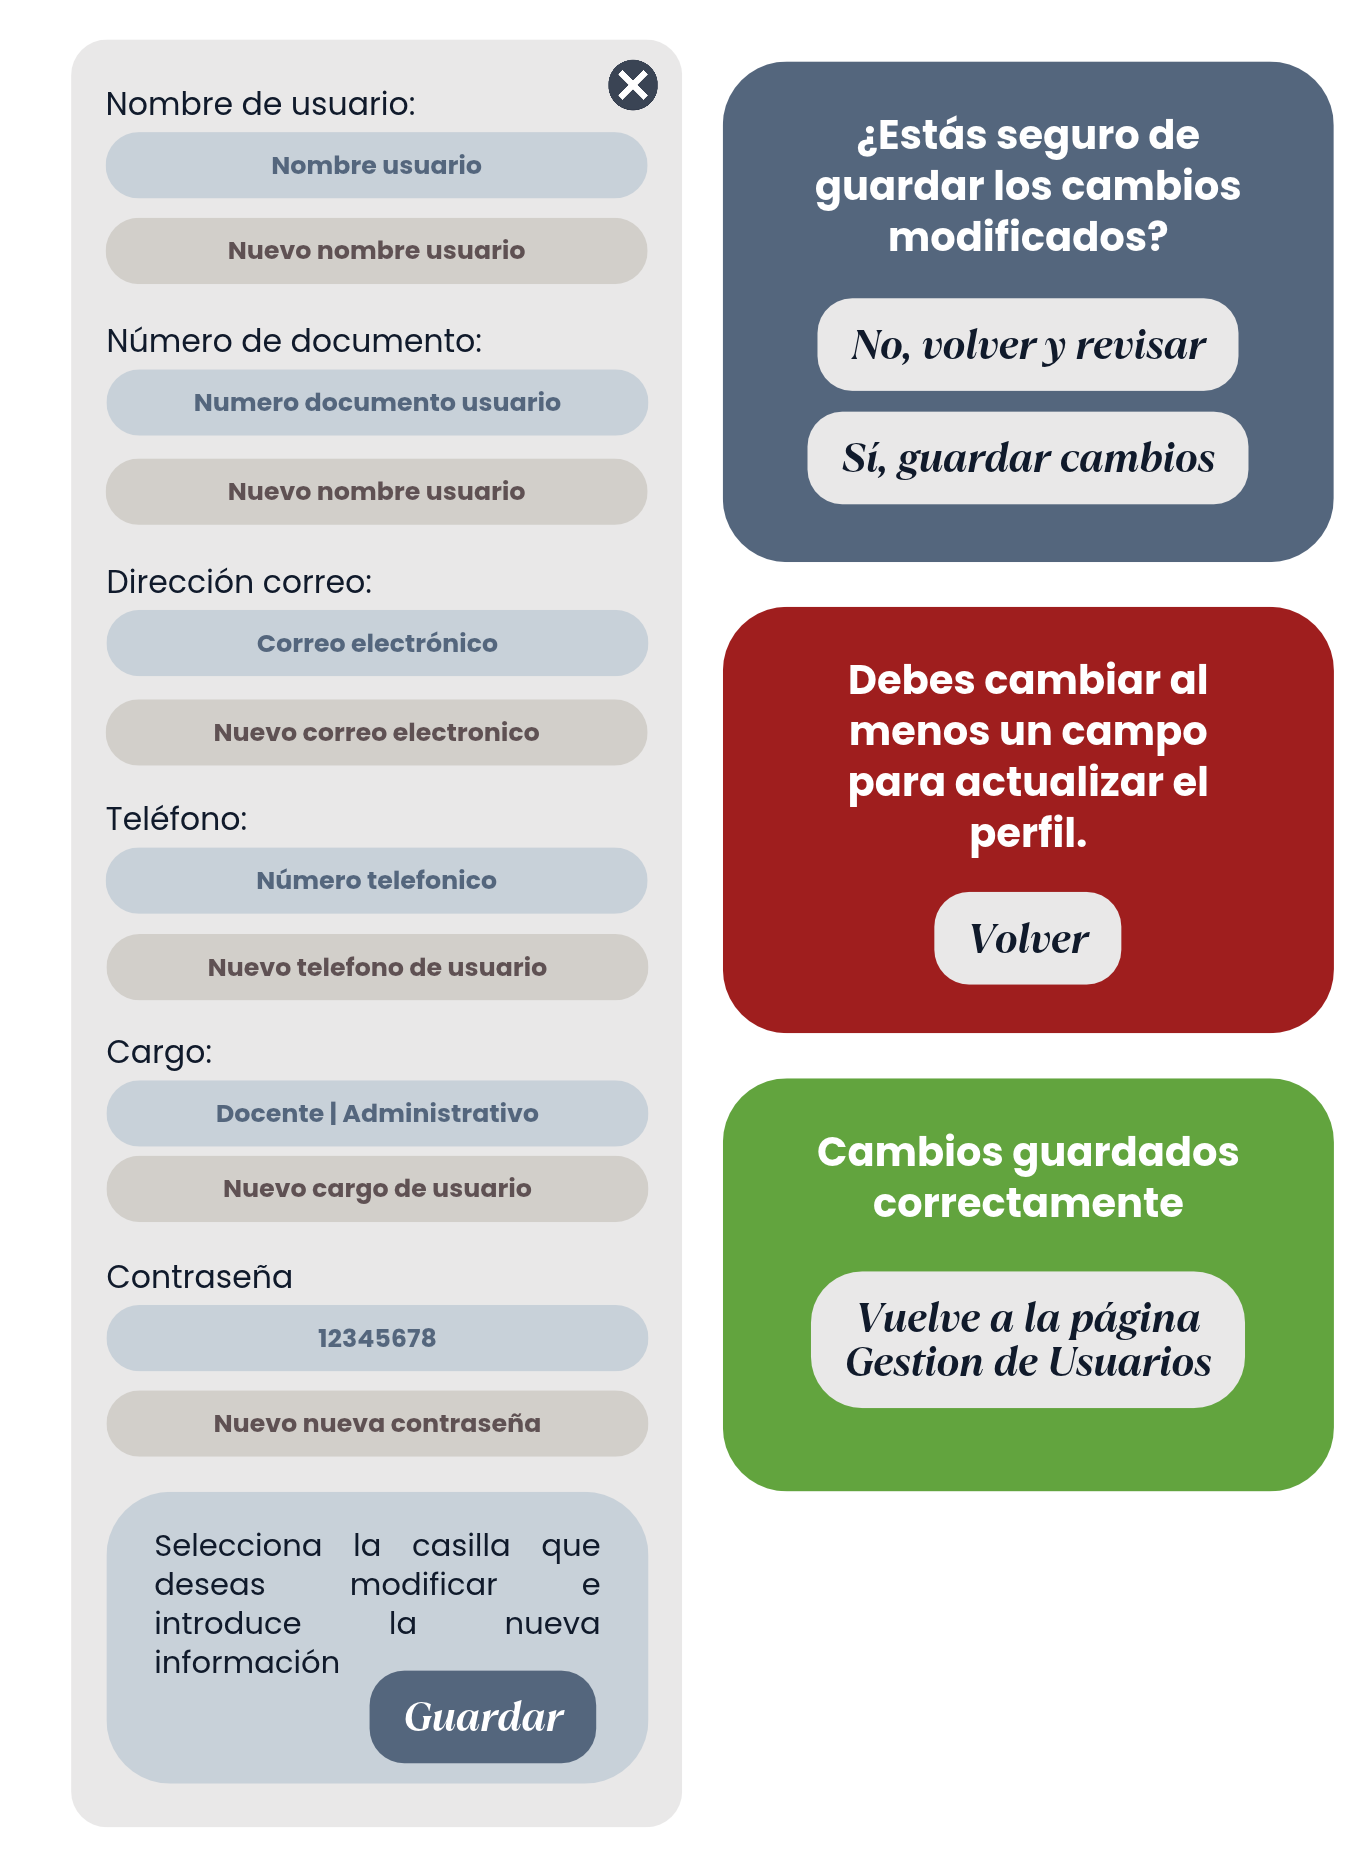 Nombre de usuario:
Nombre usuario
Nuevo nombre usuario
Número de documento:
Numero documento usuario
Nuevo nombre usuario
Dirección correo:
Correo electrónico
Nuevo correo electronico
Teléfono:
Número telefonico
Nuevo telefono de usuario
Cargo:
Docente | Administrativo
Nuevo cargo de usuario
Contraseña
12345678
Nuevo nueva contraseña
Selecciona la casilla que
deseas modificar e
introduce la nueva
información
Guardar
¿Estás seguro de
guardar los cambios
modificados?
No, volver y revisar
Sí, guardar cambios
Debes cambiar al
menos un campo
para actualizar el
perfil.
Volver
Cambios guardados
correctamente
Vuelve a la página
Gestion de Usuarios